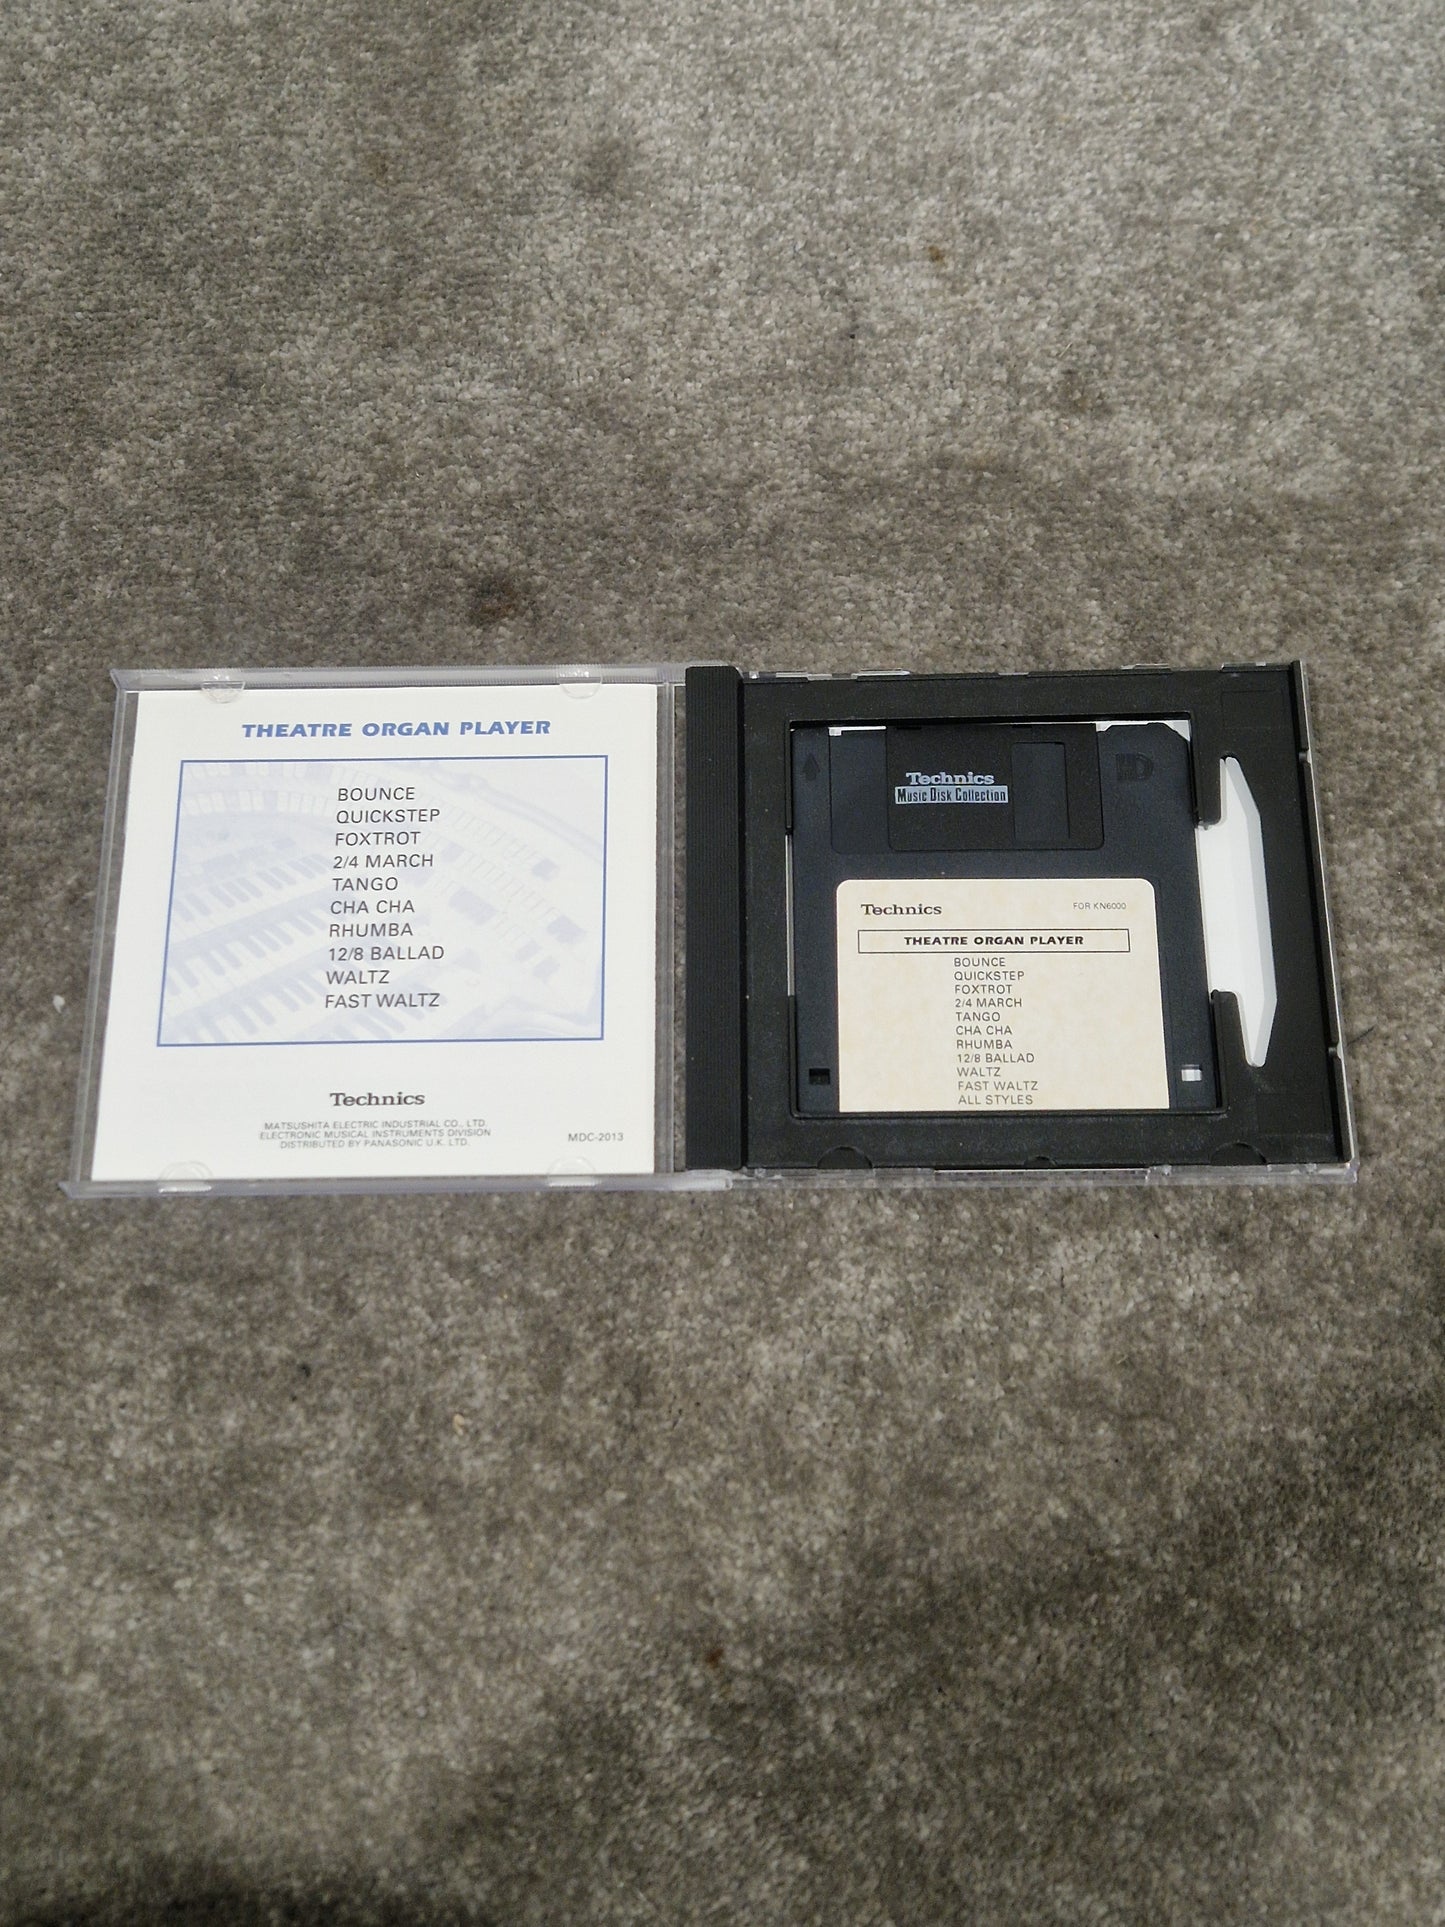 THEATRE ORGAN PLAYER
BOUNCE
QUICKSTEP
FOXTROT
2/4 MARCH
TANGO
CHA CHA
RHUMBA
12/8 BALLAD
WALTZ
FAST WALTZ
Technics
MATSUSHITA ELECTRIC INDUSTRIAL CO., LTD.
ELECTRONIC MUSICAL INSTRUMENTS DIVISION
DISTRIBUTED BY PANASONIC U.K. LTD.
MDC-2013
Technics
Music Disk Collection
HD
Technics
FOR KN6000
THEATRE ORGAN PLAYER
BOUNCE
QUICKSTEP
FOXTROT
2/4 MARCH
TANGO
CHA CHA
RHUMBA
12/8 BALLAD
WALTZ
FAST WALTZ
ALL STYLES